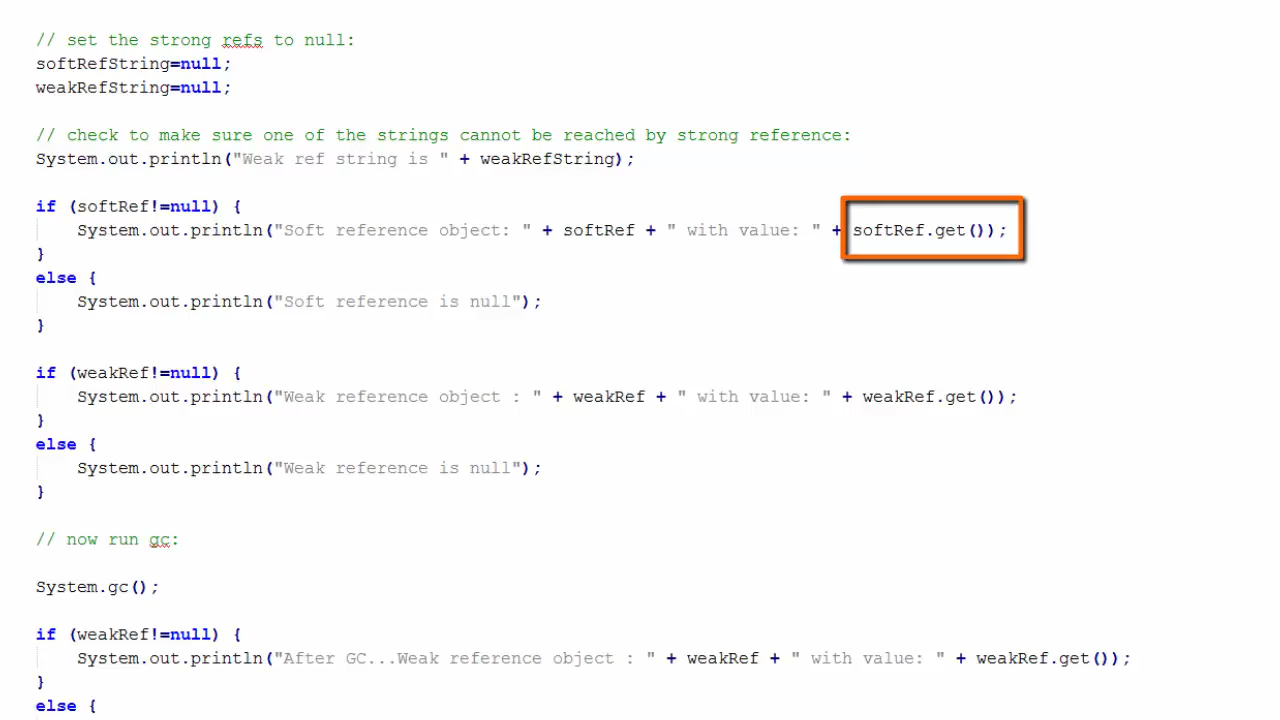 // set the strong refs to null:
softRefString=null;
weakRefString=null;
// check to make sure one of the strings cannot be reached by strong reference:
System.out.println("Weak ref string is " + weakRefString);
if (softRef!=null) {
System.out.println("Soft reference object: " + softRef + " with value: " + softRef.get());
}
else {
System.out.println("Soft reference is null");
}
if (weakRef!=null) {
System.out.println("Weak reference object : " + weakRef + " with value: " + weakRef.get());
}
else {
System.out.println("Weak reference is null");
}
// now run gc:
System.gc();
if (weakRef!=null) {
System.out.println("After GC...Weak reference object : " + weakRef + " with value: " + weakRef.get());
}
else {